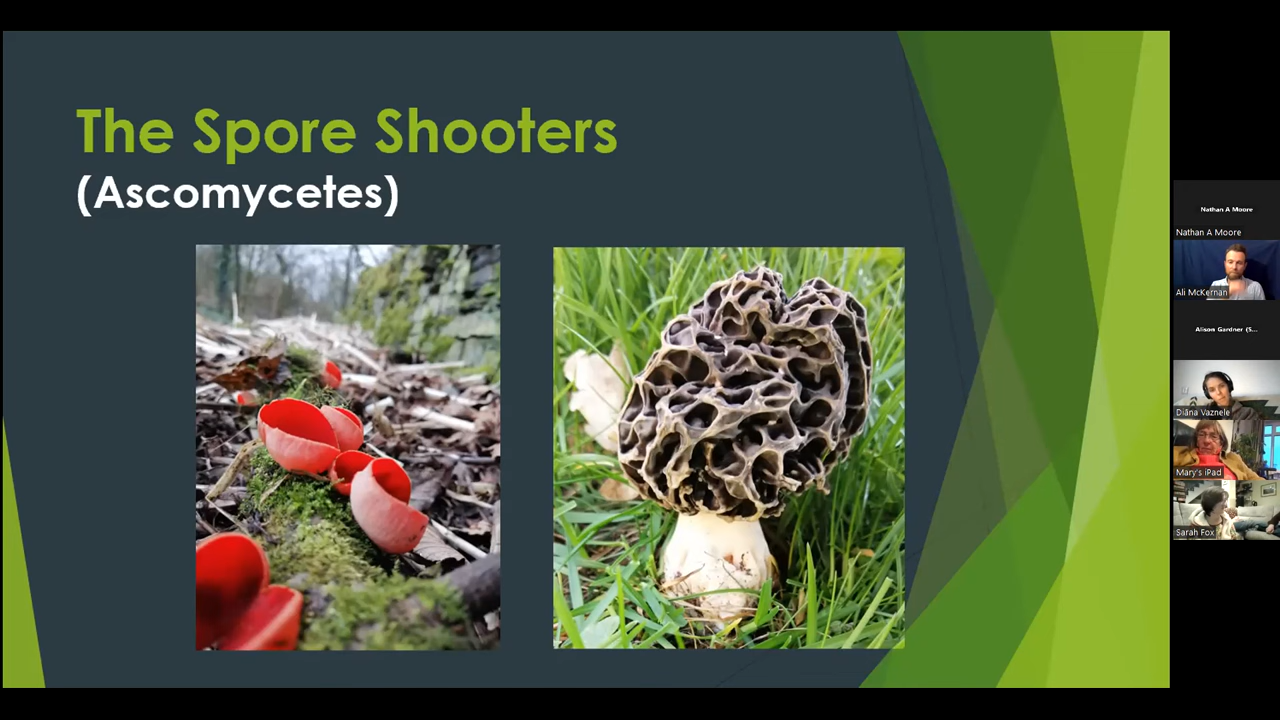 The Spore Shooters
(Ascomycetes)
Nathan A Moore
Nathan A Moore
Ali McKernan
Alison Gardner (S...
Diāna Vaznele
Mary's iPad
Sarah Fox